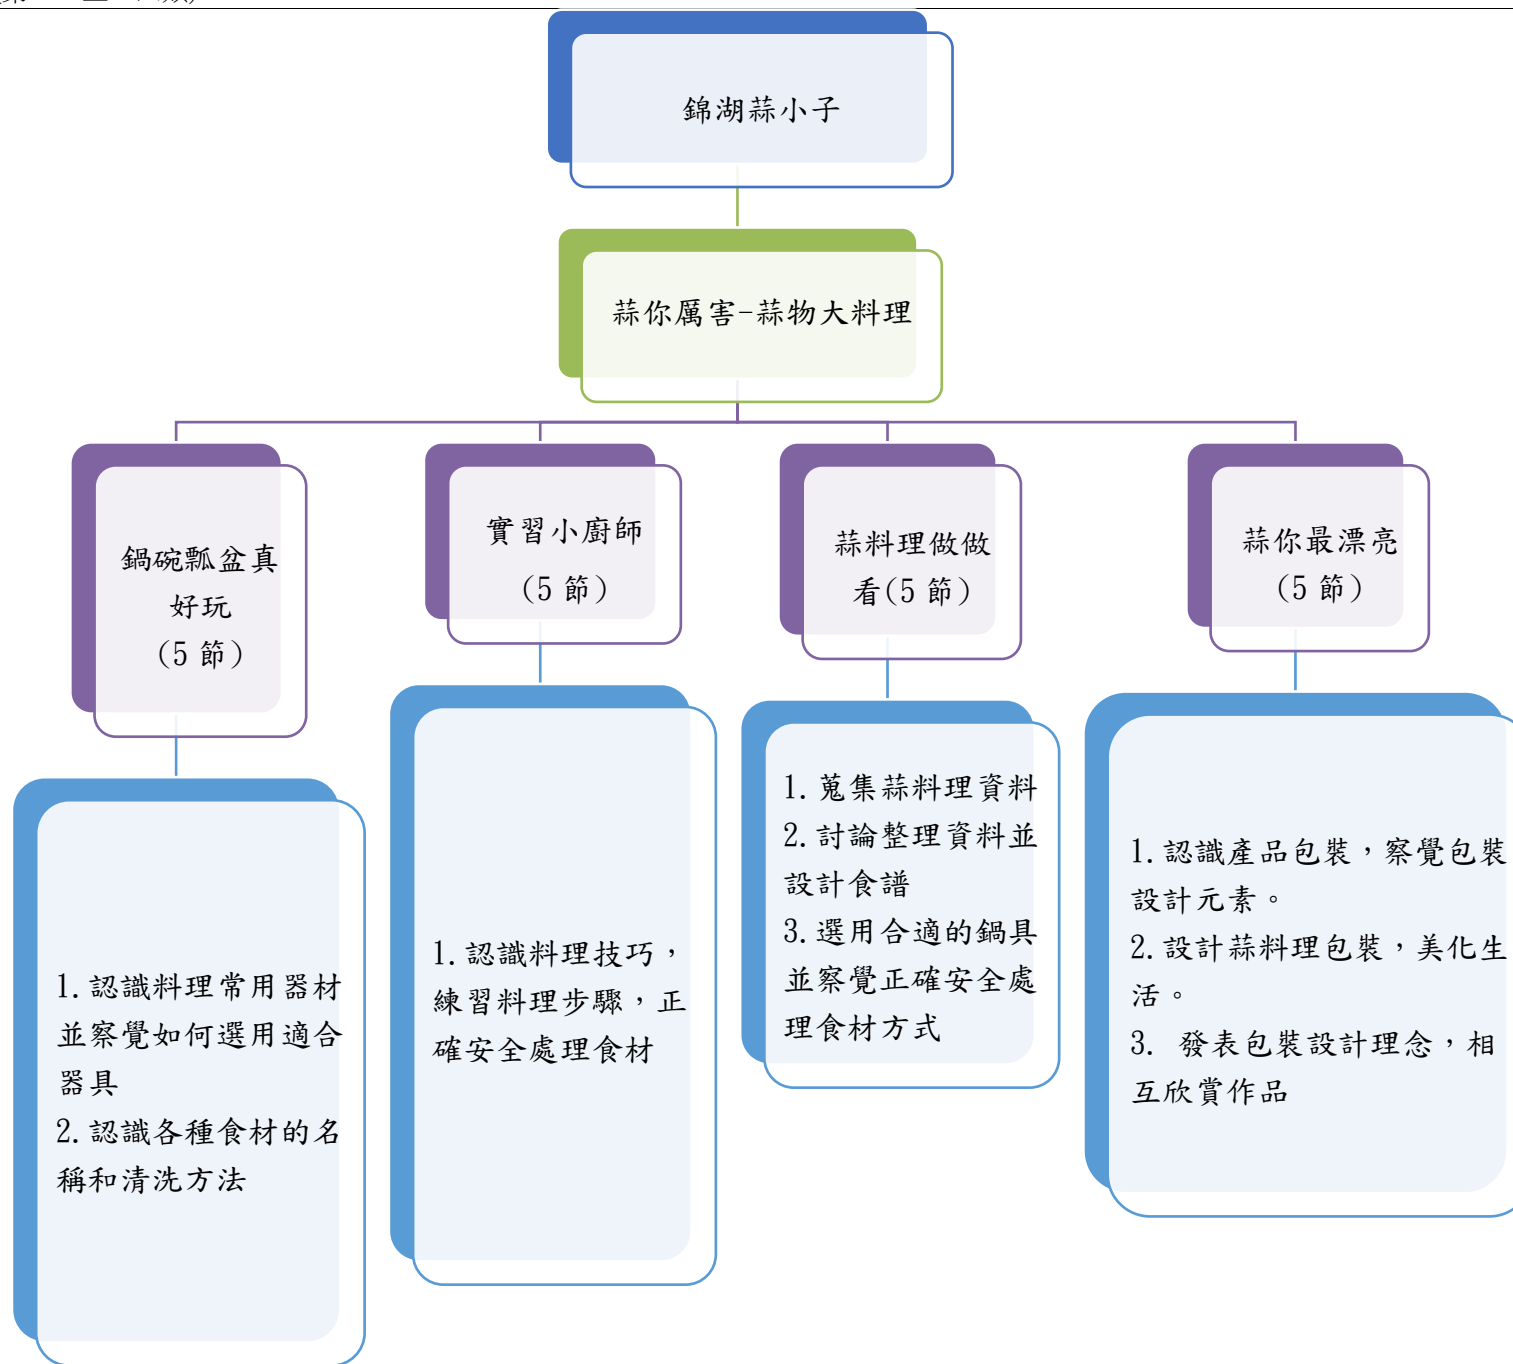 錦湖蒜小子
蒜你厲害-蒜物大料理
鍋碗瓢盆真
好玩
(5 節)
實習小廚師
(5 節)
蒜料理做做
看(5 節)
蒜你最漂亮
(5 節)
1.認識料理常用器材
並察覺如何選用適合
器具
2.認識各種食材的名
稱和清洗方法
1.認識料理技巧，
練習料理步驟，正
確安全處理食材
1.蒐集蒜料理資料
2.討論整理資料並
設計食譜
3.選用合適的鍋具
並察覺正確安全處
理食材方式
1.認識產品包裝，察覺包裝
設計元素。
2.設計蒜料理包裝，美化生
活。
3. 發表包裝設計理念，相
互欣賞作品